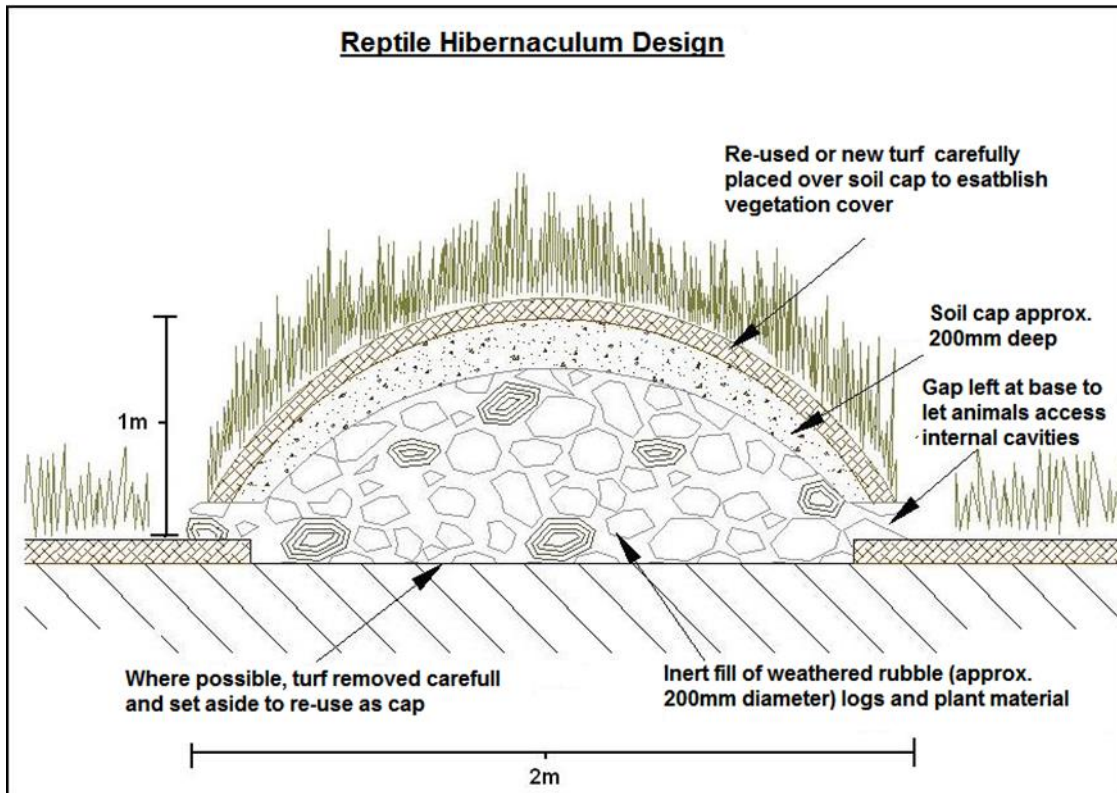 Reptile Hibernaculum Design
Re-used or new turf carefully
placed over soil cap to esatblish
vegetation cover
Soil cap approx.
200mm deep
Gap left at base to
let animals access
internal cavities
1m
Where possible, turf removed carefull
and set aside to re-use as cap
Inert fill of weathered rubble (approx.
200mm diameter) logs and plant material
2m